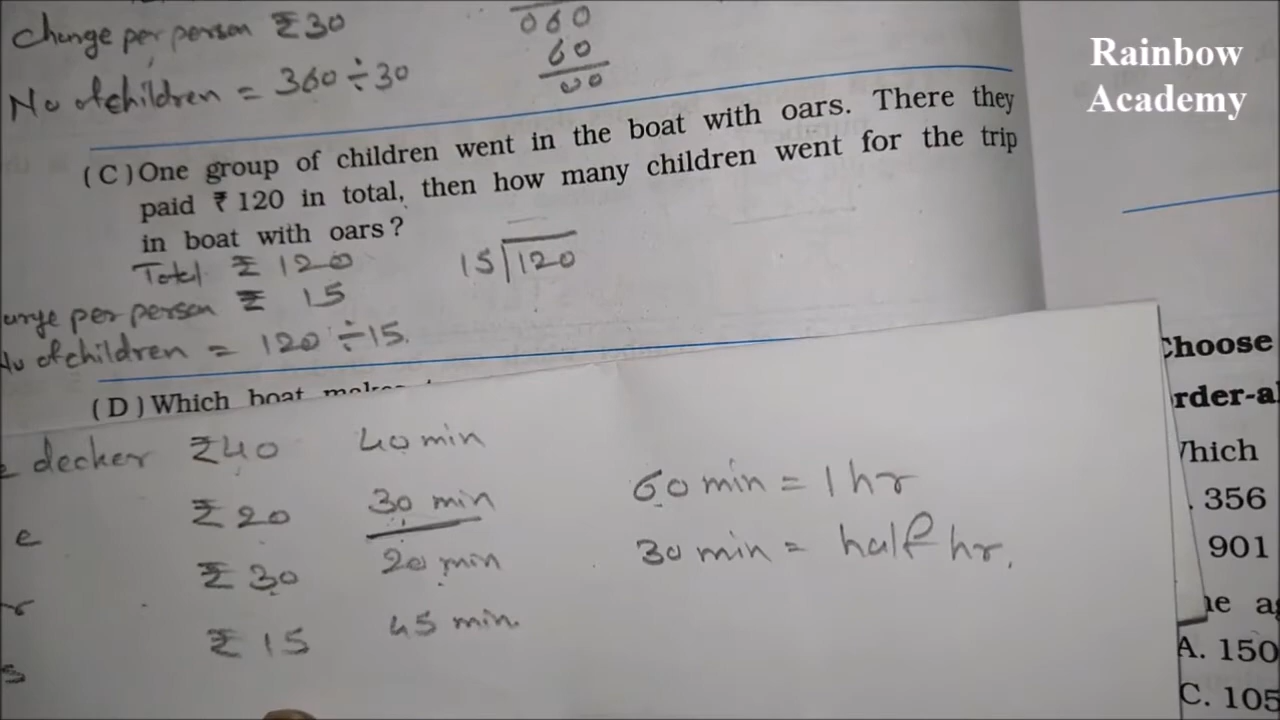 Change per person ₹30
No of children = 360 ÷ 30
060
60
00
Rainbow
Academy
(C) One group of children went in the boat with oars. There they
paid ₹ 120 in total, then how many children went for the trip
in boat with oars?
Total ₹ 120
15 120
per person ₹ 15
of children = 120 ÷ 15.
(D) Which boat
decker ₹40 40 min
e ₹20 30 min
₹30 20 min
₹15 45 min.
60 min = 1 hr
30 min = half hr.
Choose
356
901
A. 150
C. 105